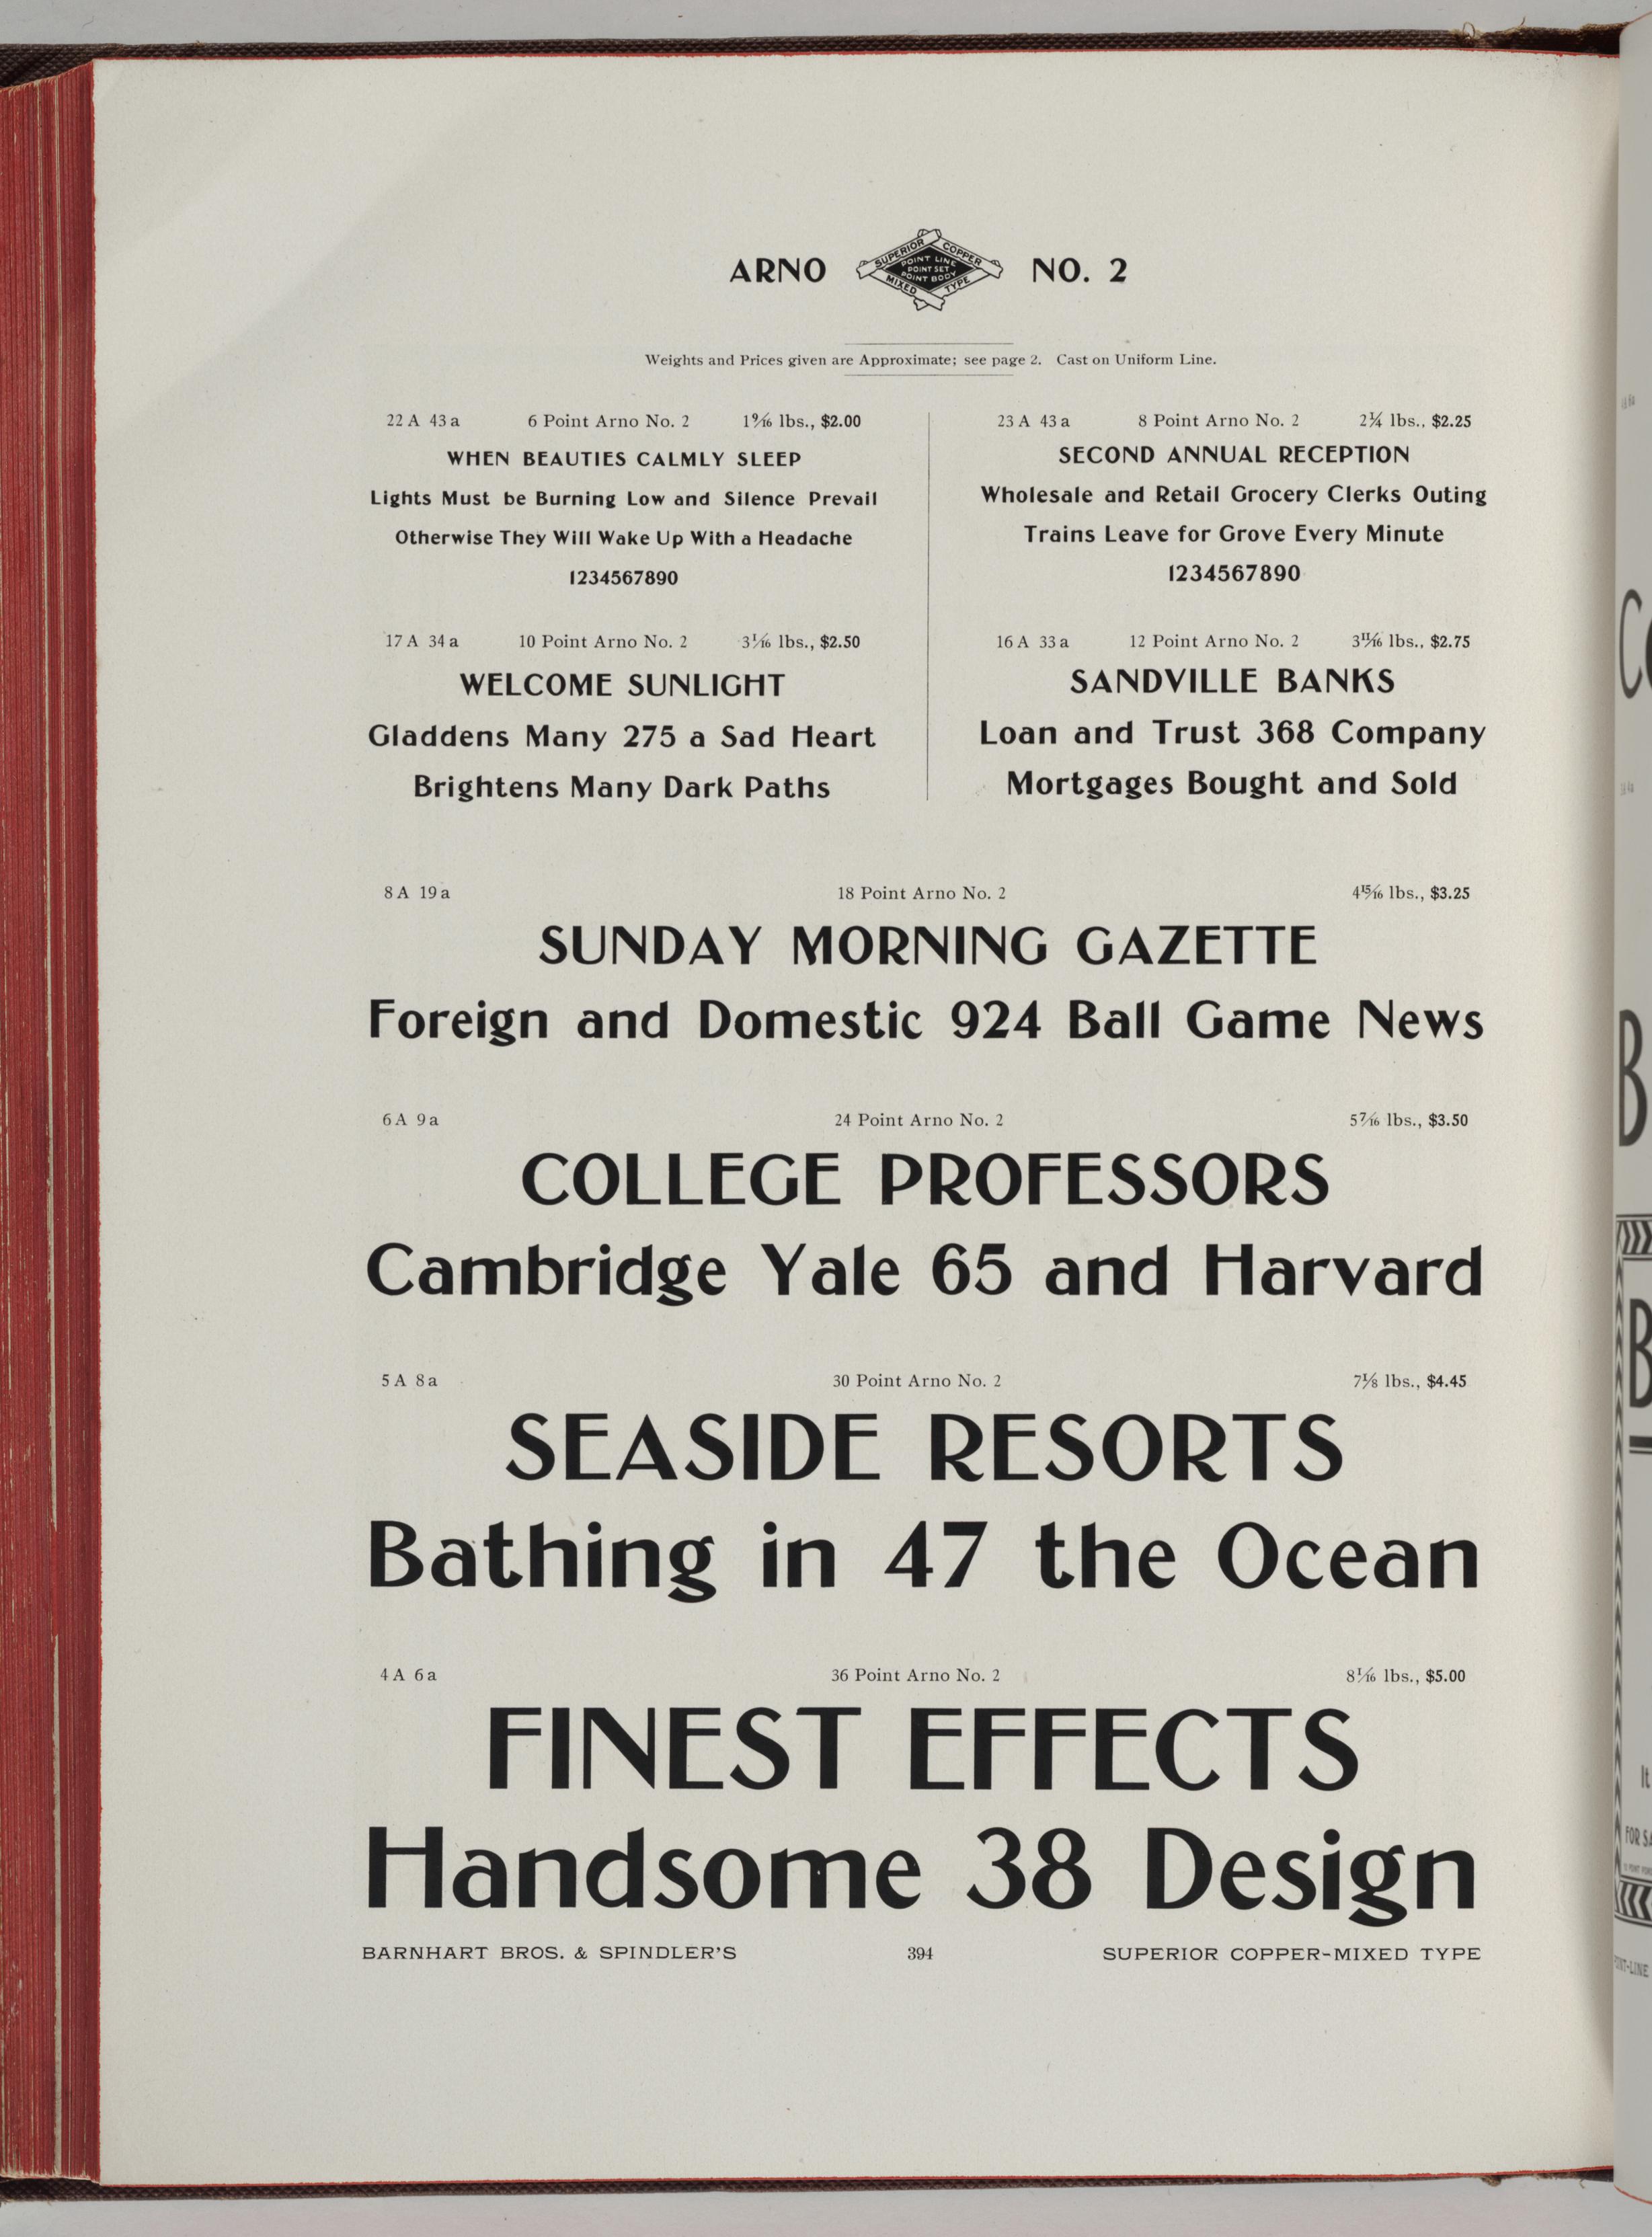 ARNO NO. 2
SUPERIOR COPPER
MIXED TYPE
POINT LINE
POINT SET
POINT BODY
Weights and Prices given are Approximate; see page 2. Cast on Uniform Line.
22 A 43 a 6 Point Arno No. 2 1 9/16 lbs., $2.00
WHEN BEAUTIES CALMLY SLEEP
Lights Must be Burning Low and Silence Prevail
Otherwise They Will Wake Up With a Headache
1234567890
23 A 43 a 8 Point Arno No. 2 2¼ lbs., $2.25
SECOND ANNUAL RECEPTION
Wholesale and Retail Grocery Clerks Outing
Trains Leave for Grove Every Minute
1234567890
17 A 34 a 10 Point Arno No. 2 3 1/16 lbs., $2.50
WELCOME SUNLIGHT
Gladdens Many 275 a Sad Heart
Brightens Many Dark Paths
16 A 33 a 12 Point Arno No. 2 3 11/16 lbs., $2.75
SANDVILLE BANKS
Loan and Trust 368 Company
Mortgages Bought and Sold
8 A 19 a 18 Point Arno No. 2 4 15/16 lbs., $3.25
SUNDAY MORNING GAZETTE
Foreign and Domestic 924 Ball Game News
6 A 9 a 24 Point Arno No. 2 5 7/16 lbs., $3.50
COLLEGE PROFESSORS
Cambridge Yale 65 and Harvard
5 A 8 a 30 Point Arno No. 2 7⅛ lbs., $4.45
SEASIDE RESORTS
Bathing in 47 the Ocean
4 A 6 a 36 Point Arno No. 2 8 1/16 lbs., $5.00
FINEST EFFECTS
Handsome 38 Design
BARNHART BROS. & SPINDLER'S 394 SUPERIOR COPPER-MIXED TYPE